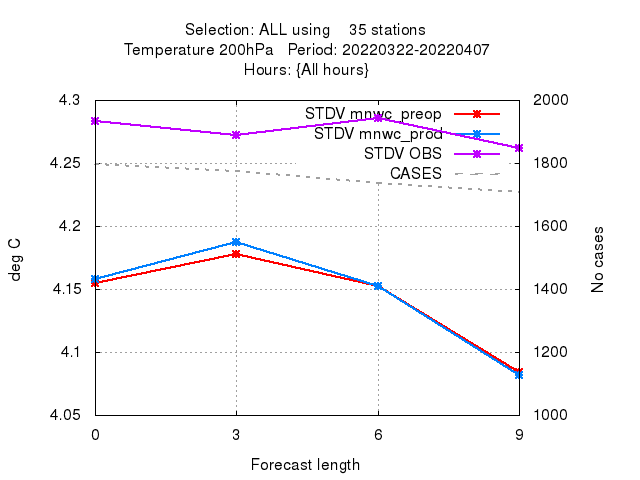 Selection: ALL using    35 stations
Temperature 200hPa   Period: 20220322-20220407
Hours: {All hours}
4.3
2000
STDV mnwc_preop
STDV mnwc_prod
STDV OBS
4.25
1800
CASES
4.2
1600
deg C
No cases
4.15
1400
4.1
1200
4.05
1000
0
3
6
9
Forecast length